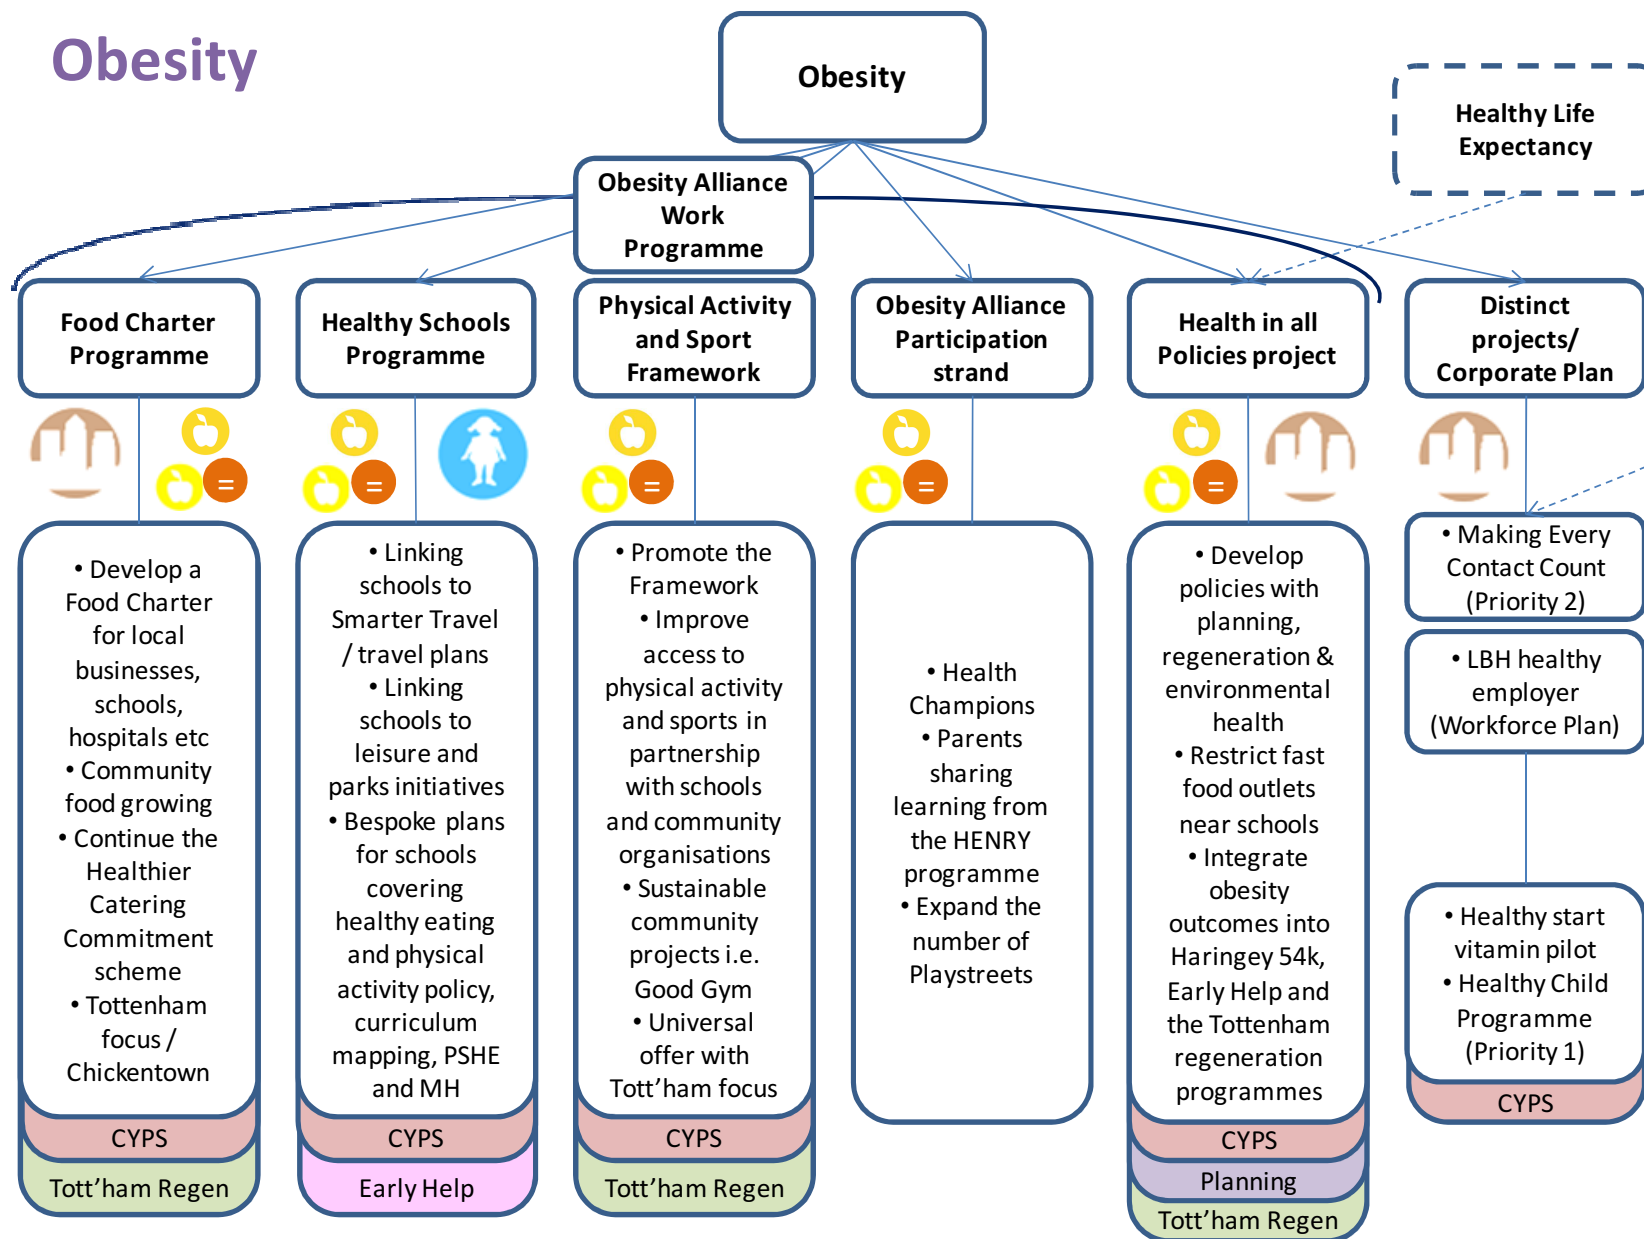 Obesity
Obesity
Healthy Life
Expectancy
Obesity Alliance
Work
Programme
Food Charter
Programme
Healthy Schools
Programme
Physical Activity
and Sport
Framework
Obesity Alliance
Participation
strand
Health in all
Policies project
Distinct
projects/
Corporate Plan
=
=
=
=
=
• Develop a
Food Charter
for local
businesses,
schools,
hospitals etc
• Community
food growing
• Continue the
Healthier
Catering
Commitment
scheme
• Tottenham
focus /
Chickentown
CYPS
Tott’ham Regen
• Linking
schools to
Smarter Travel
/ travel plans
• Linking
schools to
leisure and
parks initiatives
• Bespoke plans
for schools
covering
healthy eating
and physical
activity policy,
curriculum
mapping, PSHE
and MH
CYPS
Early Help
• Promote the
Framework
• Improve
access to
physical activity
and sports in
partnership
with schools
and community
organisations
• Sustainable
community
projects i.e.
Good Gym
• Universal
offer with
Tott’ham focus
CYPS
Tott’ham Regen
• Health
Champions
• Parents
sharing
learning from
the HENRY
programme
• Expand the
number of
Playstreets
• Develop
policies with
planning,
regeneration &
environmental
health
• Restrict fast
food outlets
near schools
• Integrate
obesity
outcomes into
Haringey 54k,
Early Help and
the Tottenham
regeneration
programmes
CYPS
Planning
Tott’ham Regen
• Making Every
Contact Count
(Priority 2)
• LBH healthy
employer
(Workforce Plan)
• Healthy start
vitamin pilot
• Healthy Child
Programme
(Priority 1)
CYPS